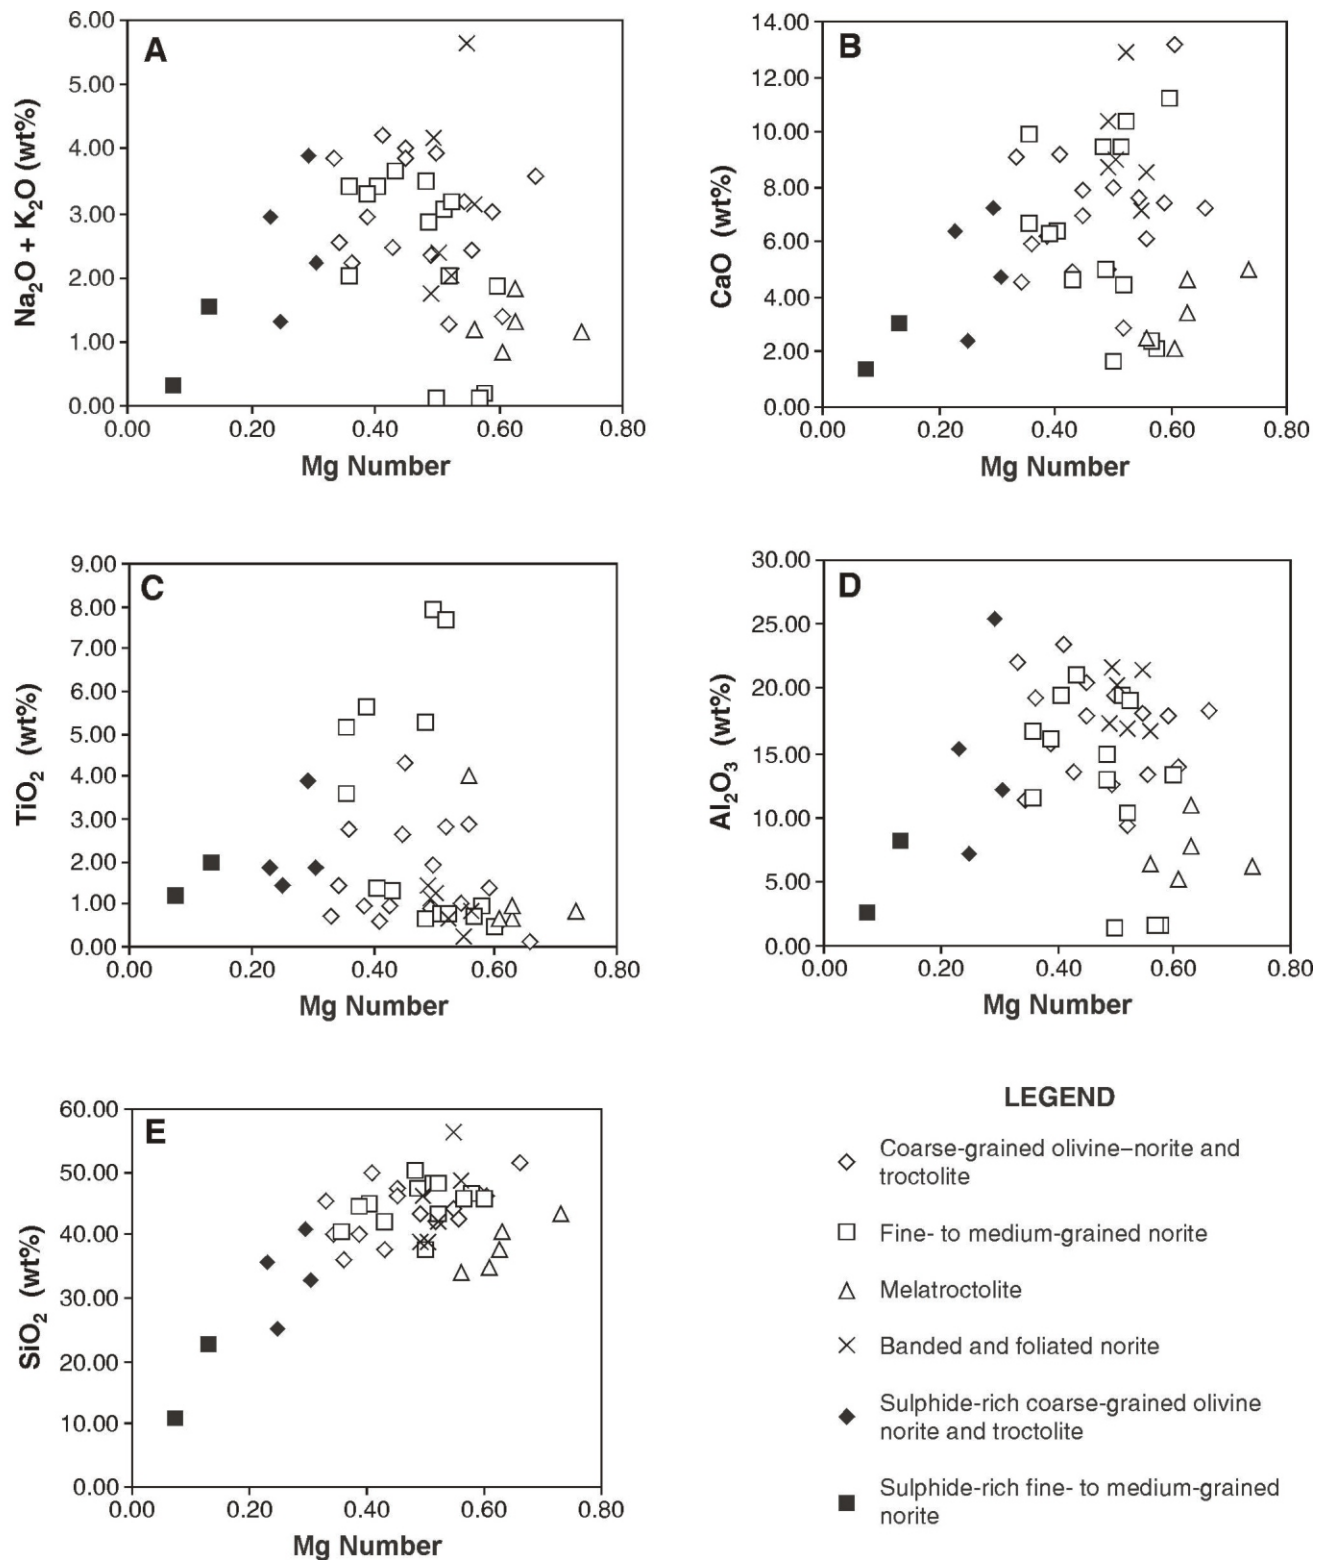 A
Na₂O + K₂O (wt%)
6.00
5.00
4.00
3.00
2.00
1.00
0.00
0.00 0.20 0.40 0.60 0.80
Mg Number
B
CaO (wt%)
14.00
12.00
10.00
8.00
6.00
4.00
2.00
0.00
0.00 0.20 0.40 0.60 0.80
Mg Number
C
TiO₂ (wt%)
9.00
8.00
7.00
6.00
5.00
4.00
3.00
2.00
1.00
0.00
0.00 0.20 0.40 0.60 0.80
Mg Number
D
Al₂O₃ (wt%)
30.00
25.00
20.00
15.00
10.00
5.00
0.00
0.00 0.20 0.40 0.60 0.80
Mg Number
E
SiO₂ (wt%)
60.00
50.00
40.00
30.00
20.00
10.00
0.00
0.00 0.20 0.40 0.60 0.80
Mg Number
LEGEND
Coarse-grained olivine–norite and
troctolite
Fine- to medium-grained norite
Melatroctolite
Banded and foliated norite
Sulphide-rich coarse-grained olivine
norite and troctolite
Sulphide-rich fine- to medium-grained
norite